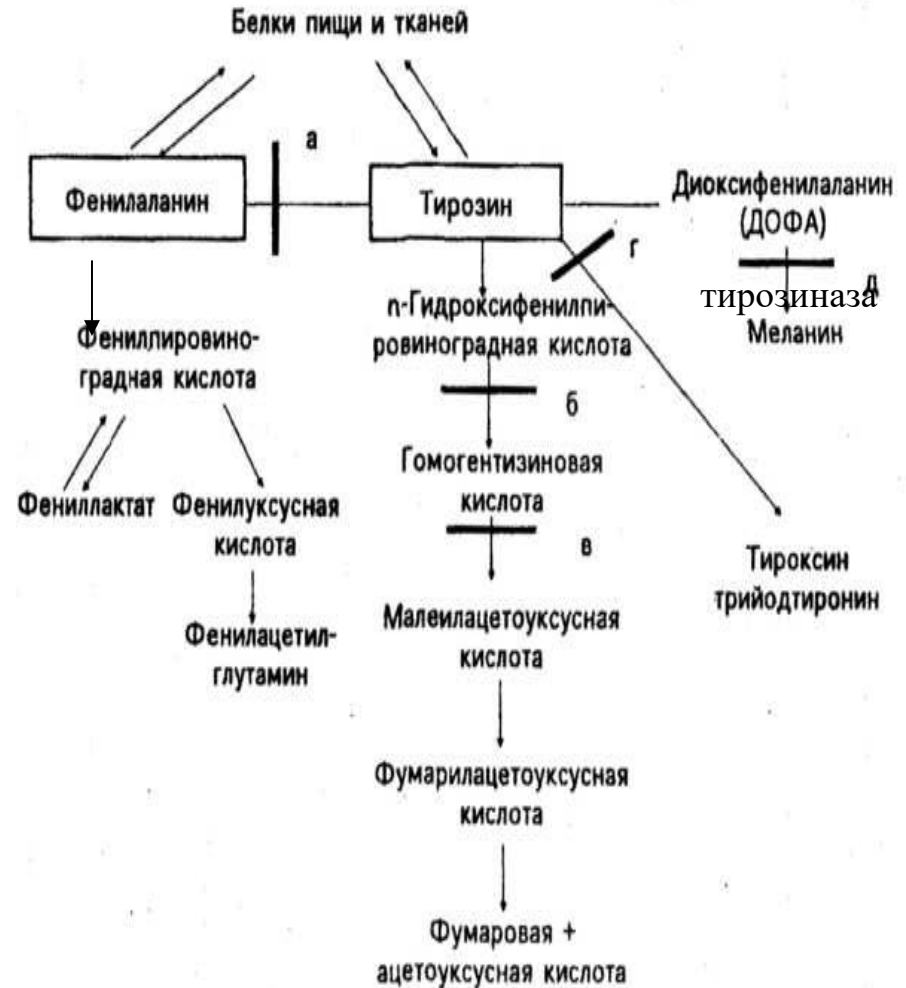 Белки пищи и тканей
а
Фенилаланин
Тирозин
Диоксифенилаланин
(ДОФА)
г
тирозиназа
д
Меланин
Фенилпировино-
градная кислота
п-Гидроксифенилпи-
ровиноградная кислота
б
Фениллактат
Фенилуксусная
кислота
Гомогентизиновая
кислота
в
Тироксин
трийодтиронин
Фенилацетил-
глутамин
Малеилацетоуксусная
кислота
Фумарилацетоуксусная
кислота
Фумаровая +
ацетоуксусная кислота